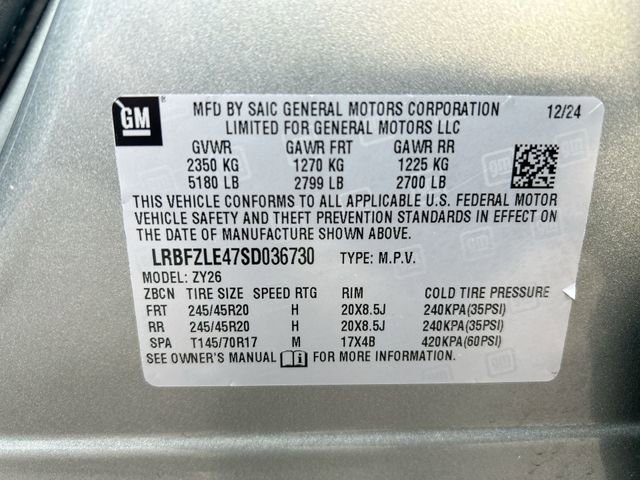 GM
MFD BY SAIC GENERAL MOTORS CORPORATION 12/24
LIMITED FOR GENERAL MOTORS LLC
GVWR GAWR FRT GAWR RR
2350 KG 1270 KG 1225 KG
5180 LB 2799 LB 2700 LB
THIS VEHICLE CONFORMS TO ALL APPLICABLE U.S. FEDERAL MOTOR
VEHICLE SAFETY AND THEFT PREVENTION STANDARDS IN EFFECT ON
THE DATE OF MANUFACTURE SHOWN ABOVE.
LRBFZLE47SD036730 TYPE: M.P.V.
MODEL: ZY26
ZBCN TIRE SIZE SPEED RTG RIM COLD TIRE PRESSURE
FRT 245/45R20 H 20X8.5J 240KPA(35PSI)
RR 245/45R20 H 20X8.5J 240KPA(35PSI)
SPA T145/70R17 M 17X4B 420KPA(60PSI)
SEE OWNER'S MANUAL FOR MORE INFORMATION.